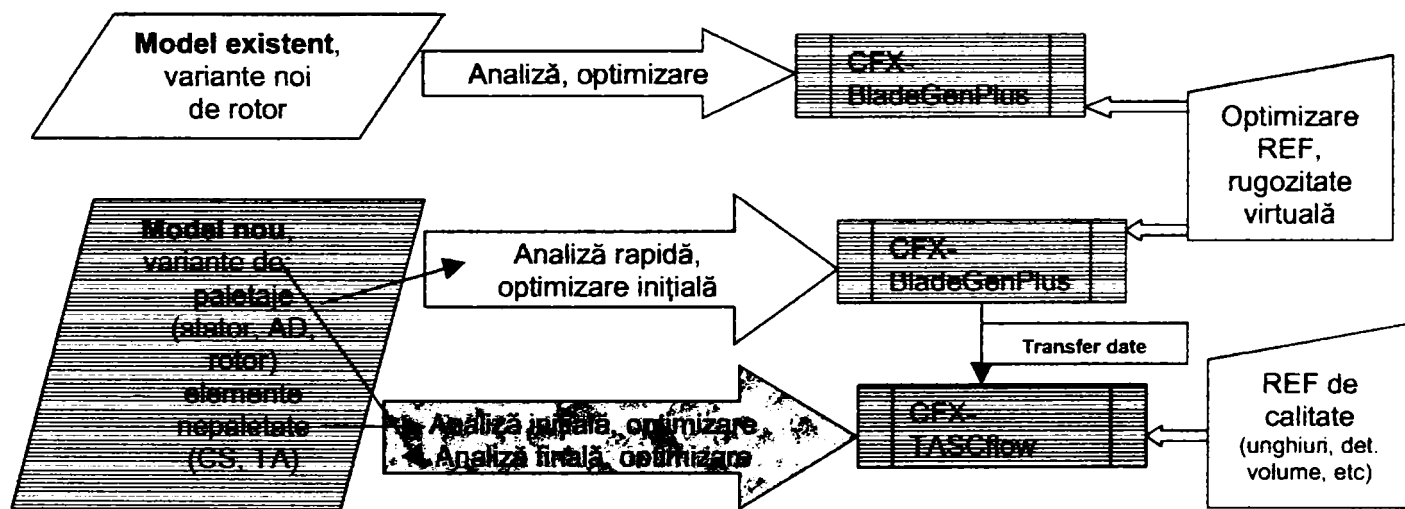 Model existent,
variante noi
de rotor
Analiză, optimizare
CFX-
BladeGenPlus
Optimizare
REF,
rugozitate
virtuală
Model nou,
variante de:
paletaje
(stator, AD,
rotor)
elemente
nepaletate
(CS, TA)
Analiză rapidă,
optimizare inițială
CFX-
BladeGenPlus
Transfer date
Analiză inițială, optimizare
Analiză finală, optimizare
CFX-
TASCflow
REF de
calitate
(unghiuri, det.
volume, etc)